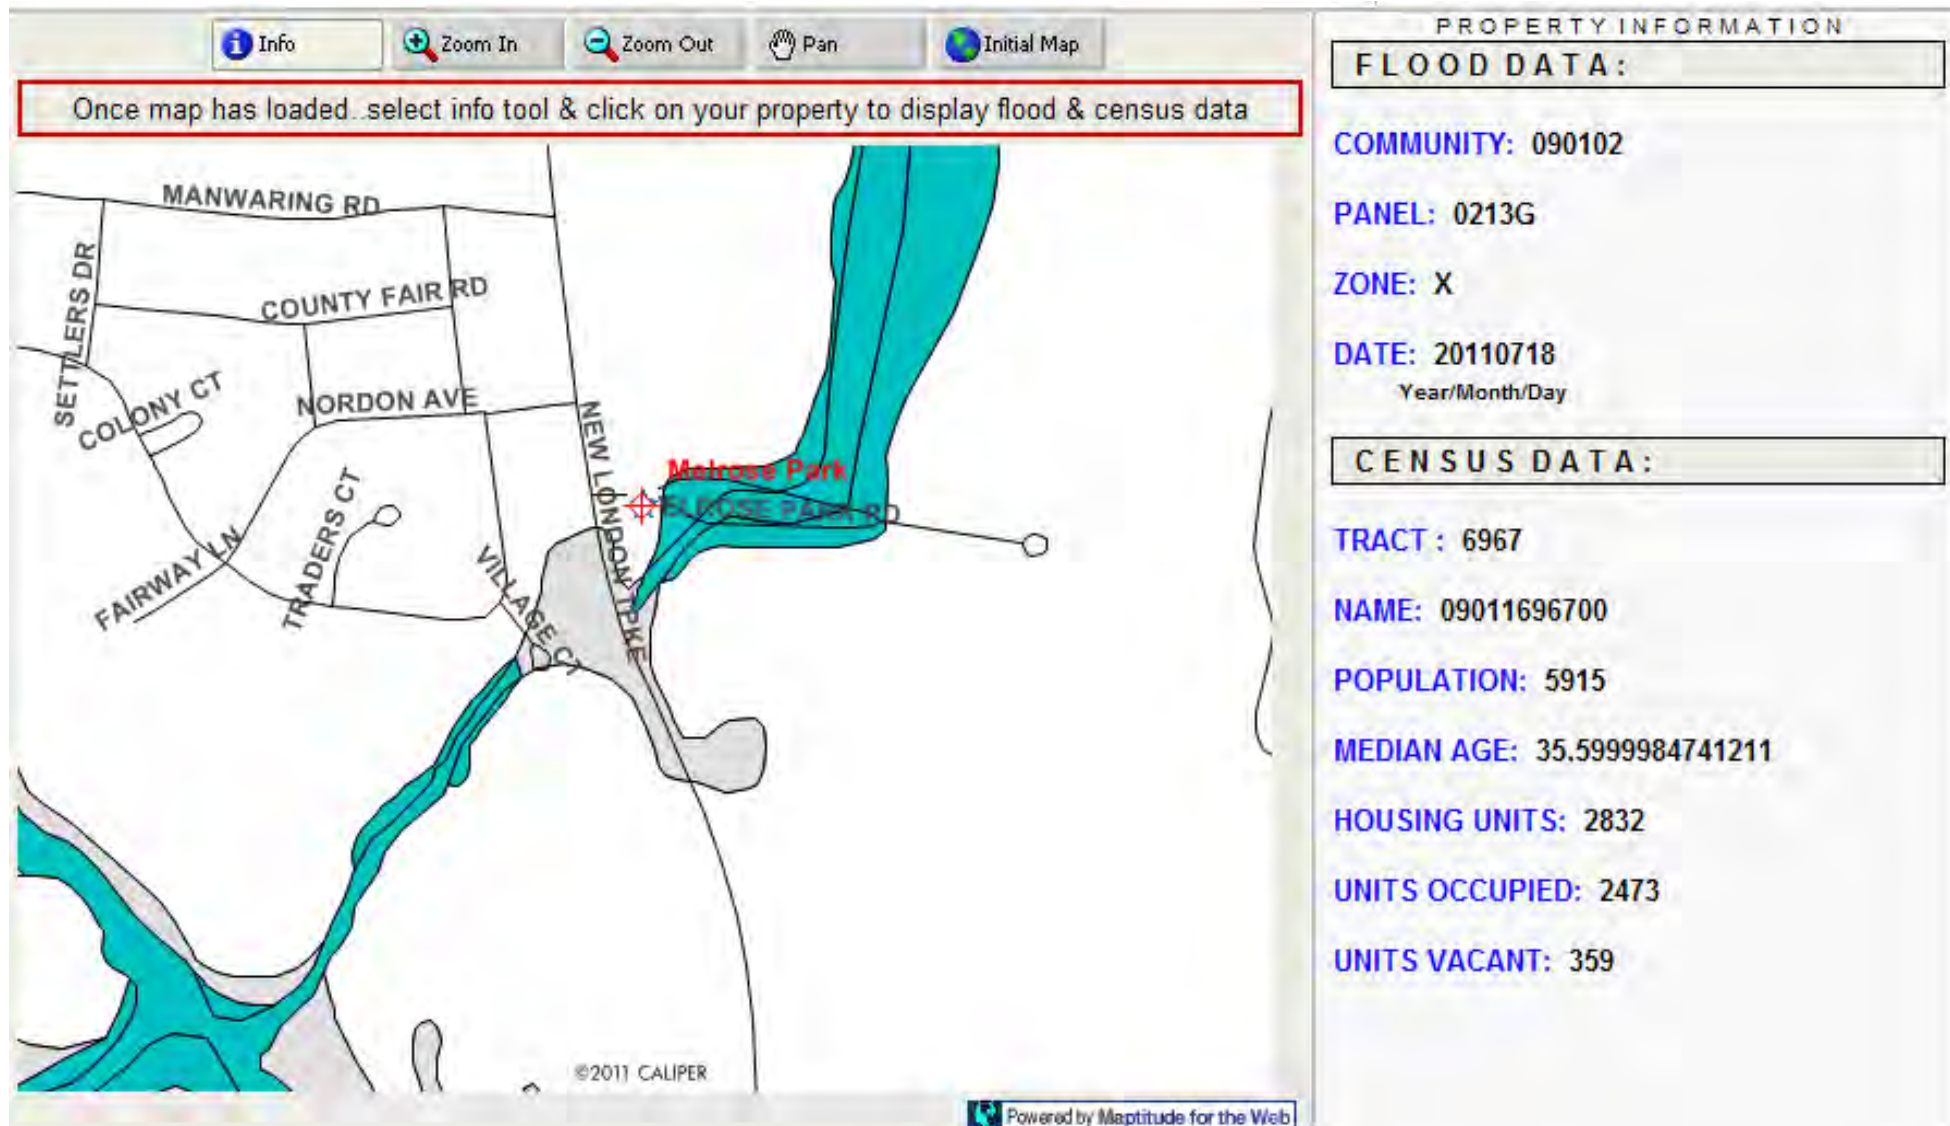 Info
Zoom In
Zoom Out
Pan
Initial Map
Once map has loaded..select info tool & click on your property to display flood & census data
MANWARING RD
SETTLERS DR
COUNTY FAIR RD
COLONY CT
NORDON AVE
NEW LONDON TPKE
Melrose Park
MELROSE PARK RD
TRADERS CT
FAIRWAY LN
VILLAGE CT
©2011 CALIPER
Powered by Maptitude for the Web
PROPERTY INFORMATION
FLOOD DATA:
COMMUNITY: 090102
PANEL: 0213G
ZONE: X
DATE: 20110718
Year/Month/Day
CENSUS DATA:
TRACT : 6967
NAME: 09011696700
POPULATION: 5915
MEDIAN AGE: 35.5999984741211
HOUSING UNITS: 2832
UNITS OCCUPIED: 2473
UNITS VACANT: 359